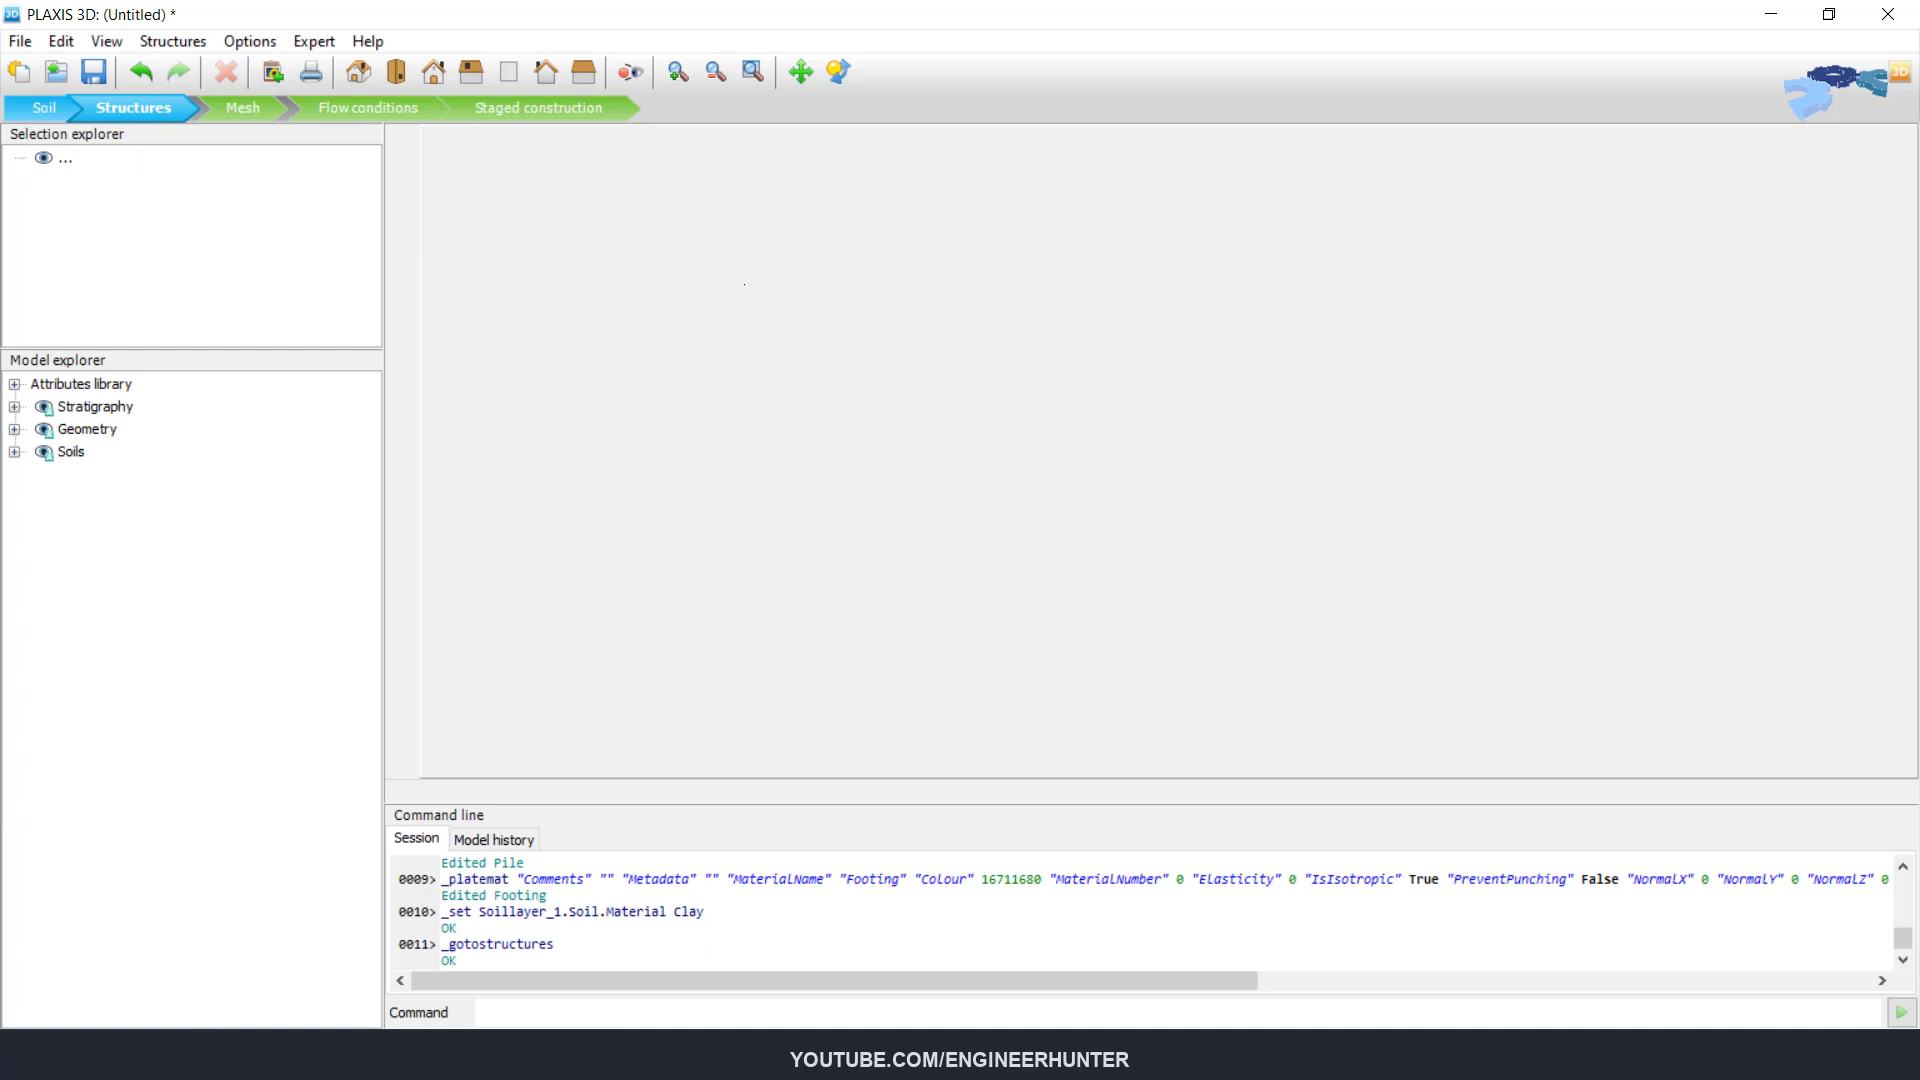 PLAXIS 3D: (Untitled) *
File Edit View Structures Options Expert Help
3D
Soil Structures Mesh Flow conditions Staged construction
Selection explorer
...
Model explorer
Attributes library
Stratigraphy
Geometry
Soils
Command line
Session Model history
Edited Pile
0009> _platemat "Comments" "" "Metadata" "" "MaterialName" "Footing" "Colour" 16711680 "MaterialNumber" 0 "Elasticity" 0 "IsIsotropic" True "PreventPunching" False "NormalX" 0 "NormalY" 0 "NormalZ" 0
Edited Footing
0010> _set Soillayer_1.Soil.Material Clay
OK
0011> _gotostructures
OK
Command
YOUTUBE.COM/ENGINEERHUNTER